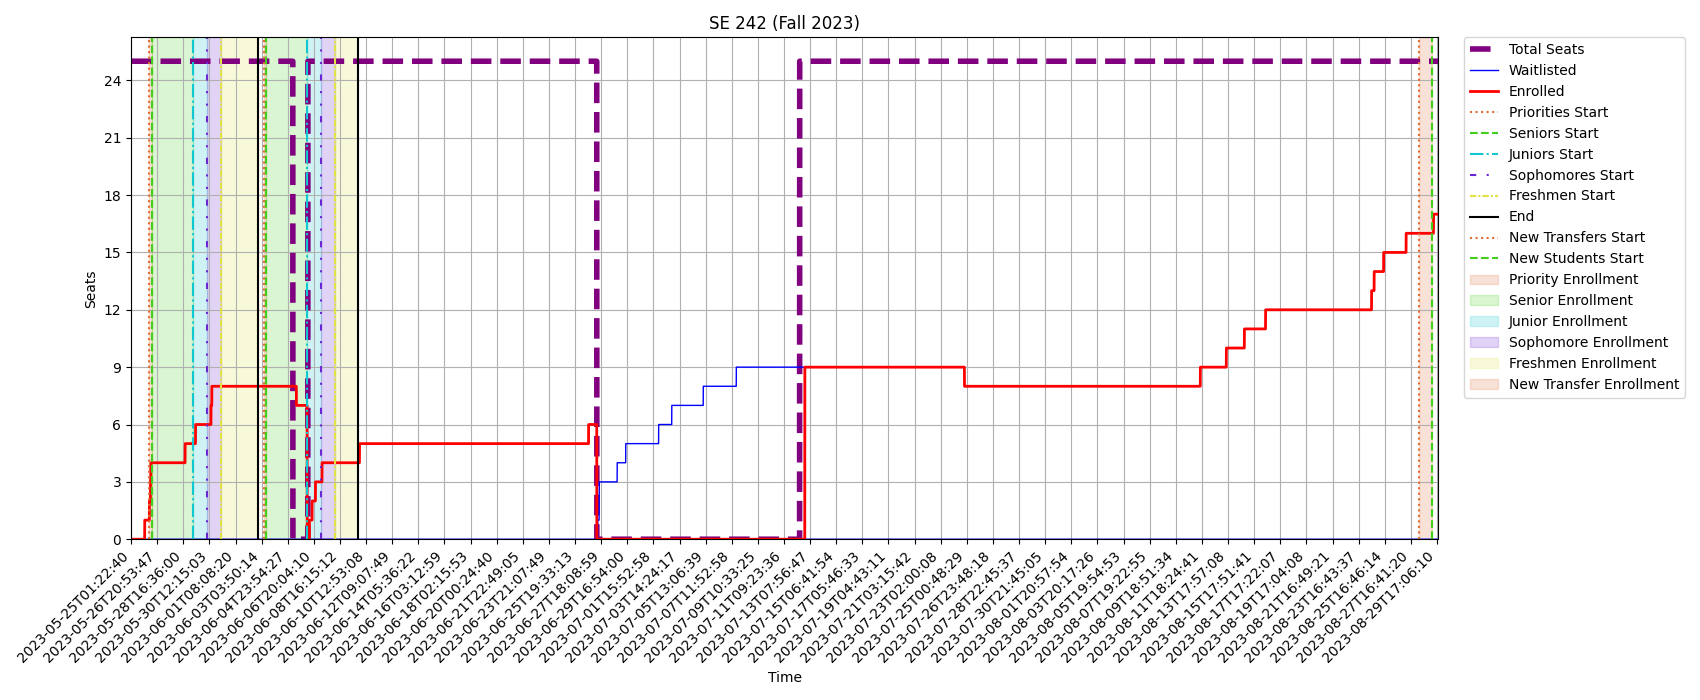 SE 242 (Fall 2023)
Seats
24
21
18
15
12
9
6
3
0
2023-05-25T01:22:40
2023-05-26T20:53:47
2023-05-28T16:36:00
2023-05-30T12:15:03
2023-06-01T08:08:20
2023-06-03T03:50:14
2023-06-04T23:54:27
2023-06-06T20:04:10
2023-06-08T16:15:12
2023-06-10T12:53:08
2023-06-12T09:07:49
2023-06-14T05:36:22
2023-06-16T03:12:59
2023-06-18T02:15:53
2023-06-20T00:24:40
2023-06-21T22:49:05
2023-06-23T21:07:49
2023-06-25T19:33:13
2023-06-27T18:08:59
2023-06-29T16:54:00
2023-07-01T15:52:58
2023-07-03T14:24:17
2023-07-05T13:06:39
2023-07-07T11:52:58
2023-07-09T10:33:25
2023-07-11T09:23:36
2023-07-13T07:56:47
2023-07-15T06:41:54
2023-07-17T05:46:33
2023-07-19T04:43:11
2023-07-21T03:15:42
2023-07-23T02:00:08
2023-07-25T00:48:29
2023-07-26T23:48:18
2023-07-28T22:45:37
2023-07-30T21:45:05
2023-08-01T20:57:54
2023-08-03T20:17:26
2023-08-05T19:54:53
2023-08-07T19:22:55
2023-08-09T18:51:34
2023-08-11T18:24:41
2023-08-13T17:57:08
2023-08-15T17:51:41
2023-08-17T17:22:07
2023-08-19T17:04:08
2023-08-21T16:49:21
2023-08-23T16:43:37
2023-08-25T16:46:14
2023-08-27T16:41:20
2023-08-29T17:06:10
Time
Total Seats
Waitlisted
Enrolled
Priorities Start
Seniors Start
Juniors Start
Sophomores Start
Freshmen Start
End
New Transfers Start
New Students Start
Priority Enrollment
Senior Enrollment
Junior Enrollment
Sophomore Enrollment
Freshmen Enrollment
New Transfer Enrollment